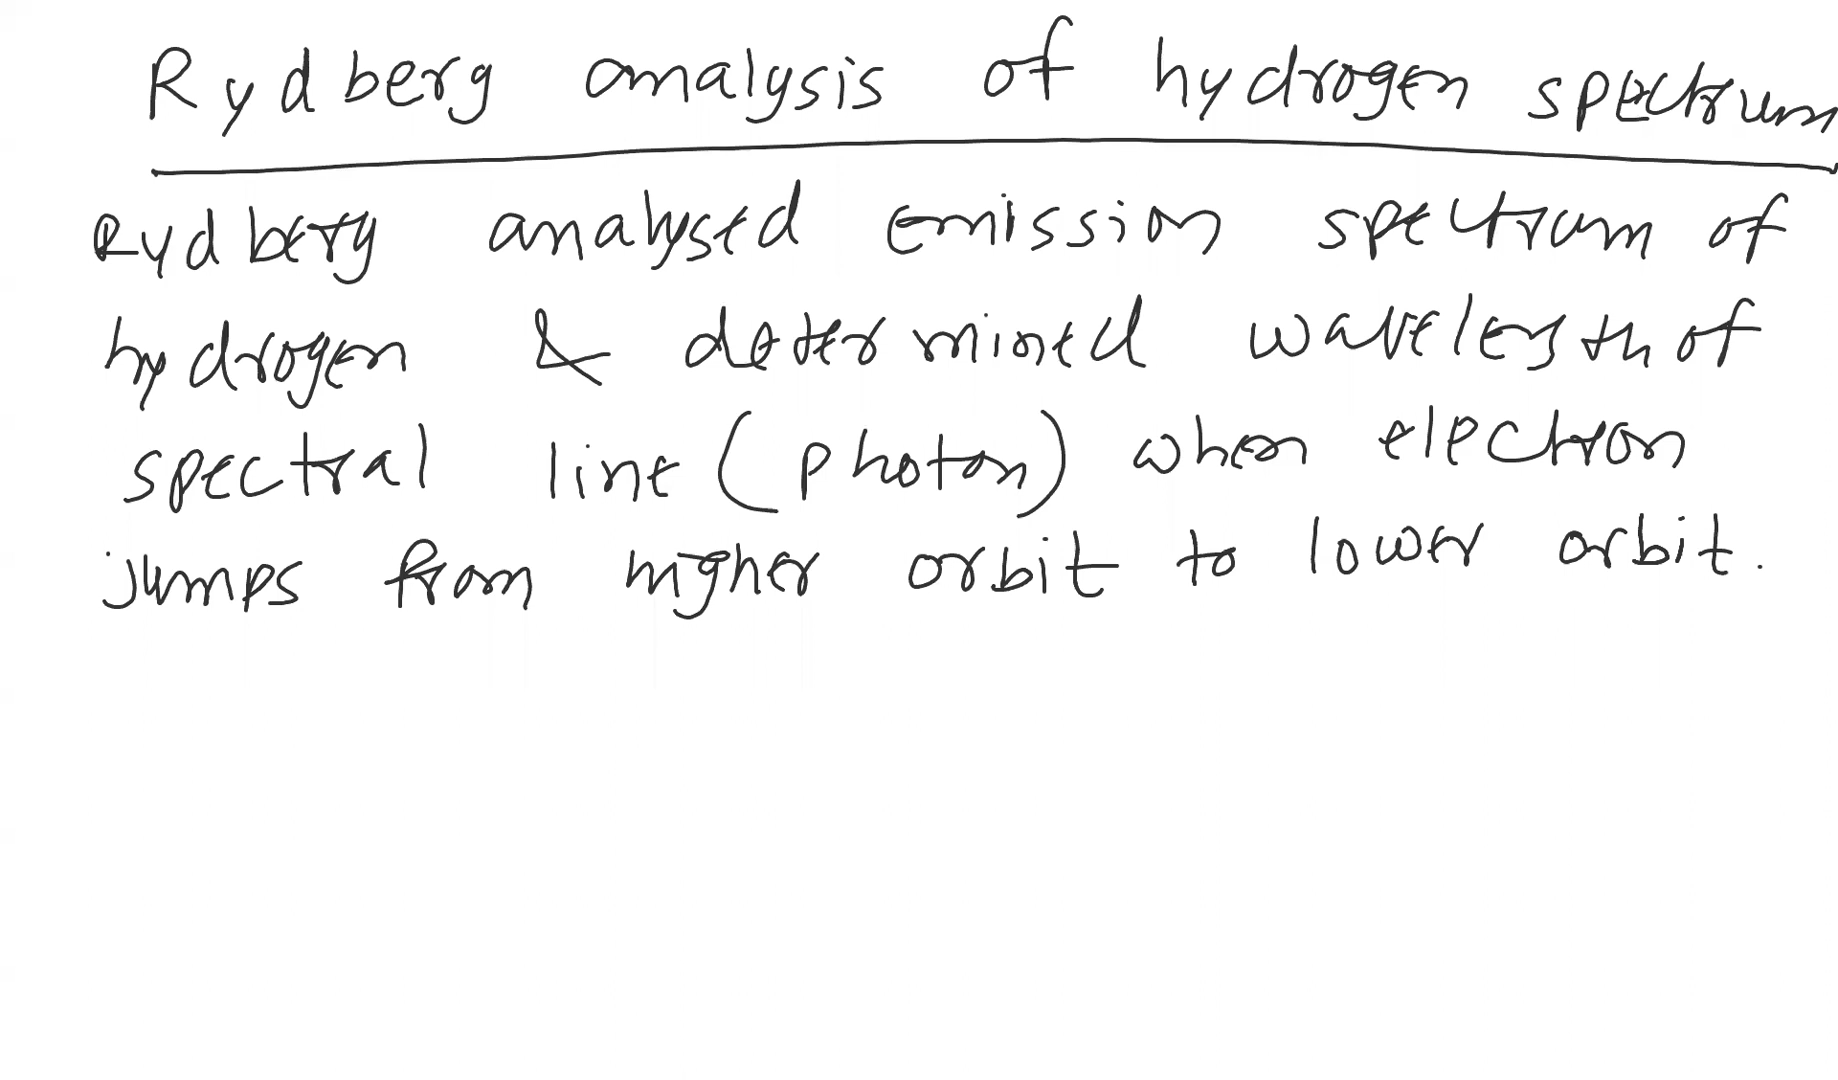 Rydberg analysis of hydrogen spectrum
Rydberg analysed emission spectrum of
hydrogen & determined wavelength of
spectral line (photon) when electron
jumps from higher orbit to lower orbit.